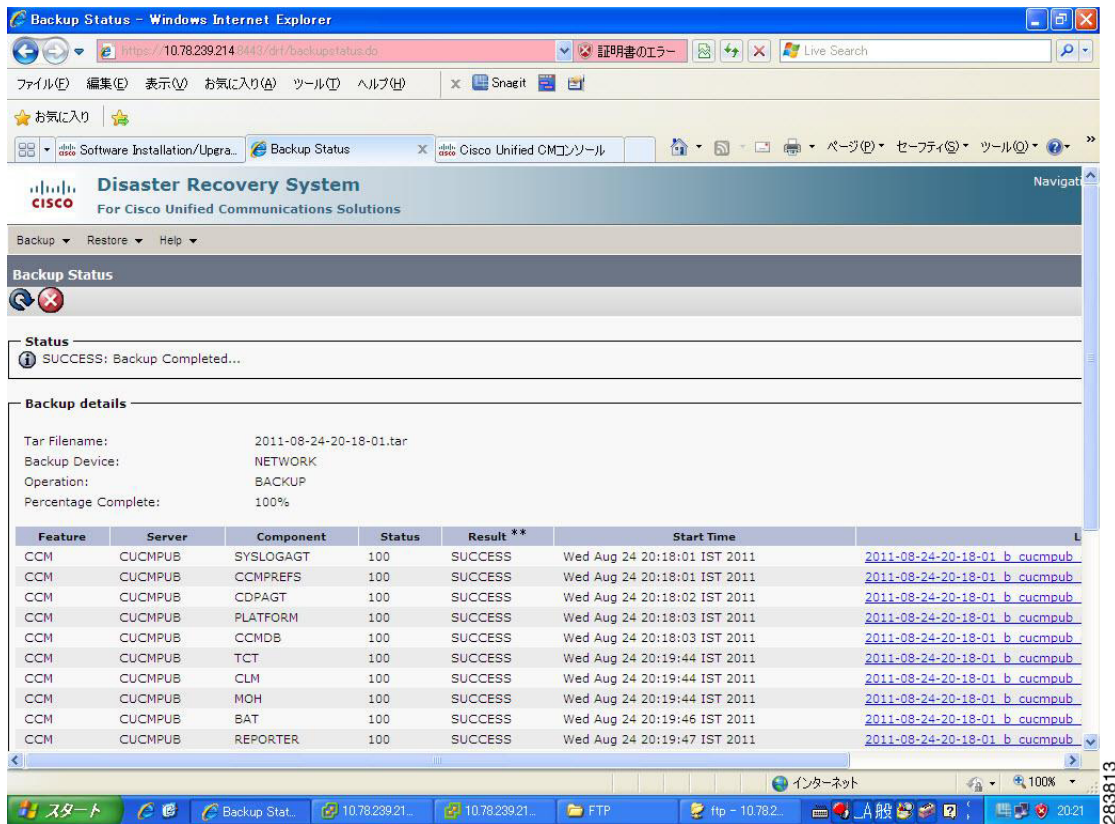 Backup Status - Windows Internet Explorer
https://10.78.239.214:8443/drf/backupstatus.do 証明書のエラー Live Search
ファイル(F) 編集(E) 表示(V) お気に入り(A) ツール(T) ヘルプ(H) x Snagit
お気に入り
Software Installation/Upgra... Backup Status X Cisco Unified CMコンソール ページ(P) セーフティ(S) ツール(O) »
CISCO Disaster Recovery System Navigati
For Cisco Unified Communications Solutions
Backup Restore Help
Backup Status
Status
SUCCESS: Backup Completed...
Backup details
Tar Filename: 2011-08-24-20-18-01.tar
Backup Device: NETWORK
Operation: BACKUP
Percentage Complete: 100%
Feature Server Component Status Result ** Start Time L
CCM CUCMPUB SYSLOGAGT 100 SUCCESS Wed Aug 24 20:18:01 IST 2011 2011-08-24-20-18-01_b_cucmpub_
CCM CUCMPUB CCMPREFS 100 SUCCESS Wed Aug 24 20:18:01 IST 2011 2011-08-24-20-18-01_b_cucmpub_
CCM CUCMPUB CDPAGT 100 SUCCESS Wed Aug 24 20:18:02 IST 2011 2011-08-24-20-18-01_b_cucmpub_
CCM CUCMPUB PLATFORM 100 SUCCESS Wed Aug 24 20:18:03 IST 2011 2011-08-24-20-18-01_b_cucmpub_
CCM CUCMPUB CCMDB 100 SUCCESS Wed Aug 24 20:18:03 IST 2011 2011-08-24-20-18-01_b_cucmpub_
CCM CUCMPUB TCT 100 SUCCESS Wed Aug 24 20:19:44 IST 2011 2011-08-24-20-18-01_b_cucmpub_
CCM CUCMPUB CLM 100 SUCCESS Wed Aug 24 20:19:44 IST 2011 2011-08-24-20-18-01_b_cucmpub_
CCM CUCMPUB MOH 100 SUCCESS Wed Aug 24 20:19:44 IST 2011 2011-08-24-20-18-01_b_cucmpub_
CCM CUCMPUB BAT 100 SUCCESS Wed Aug 24 20:19:46 IST 2011 2011-08-24-20-18-01_b_cucmpub_
CCM CUCMPUB REPORTER 100 SUCCESS Wed Aug 24 20:19:47 IST 2011 2011-08-24-20-18-01_b_cucmpub_
インターネット 100%
スタート Backup Stat... 10.78.239.21... 10.78.239.21... FTP ftp - 10.78.2... A 般 20:21
293813